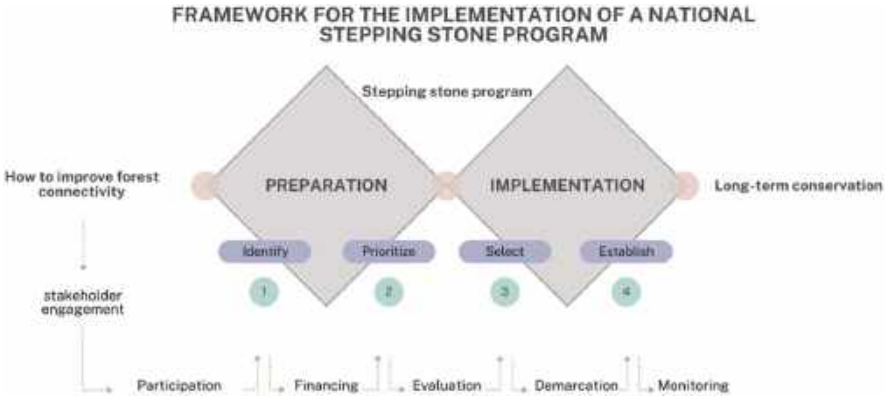 FRAMEWORK FOR THE IMPLEMENTATION OF A NATIONAL
STEPPING STONE PROGRAM
Stepping stone program
How to improve forest
connectivity
PREPARATION
IMPLEMENTATION
Long-term conservation
Identify
Prioritize
Select
Establish
1
2
3
4
stakeholder
engagement
Participation
Financing
Evaluation
Demarcation
Monitoring